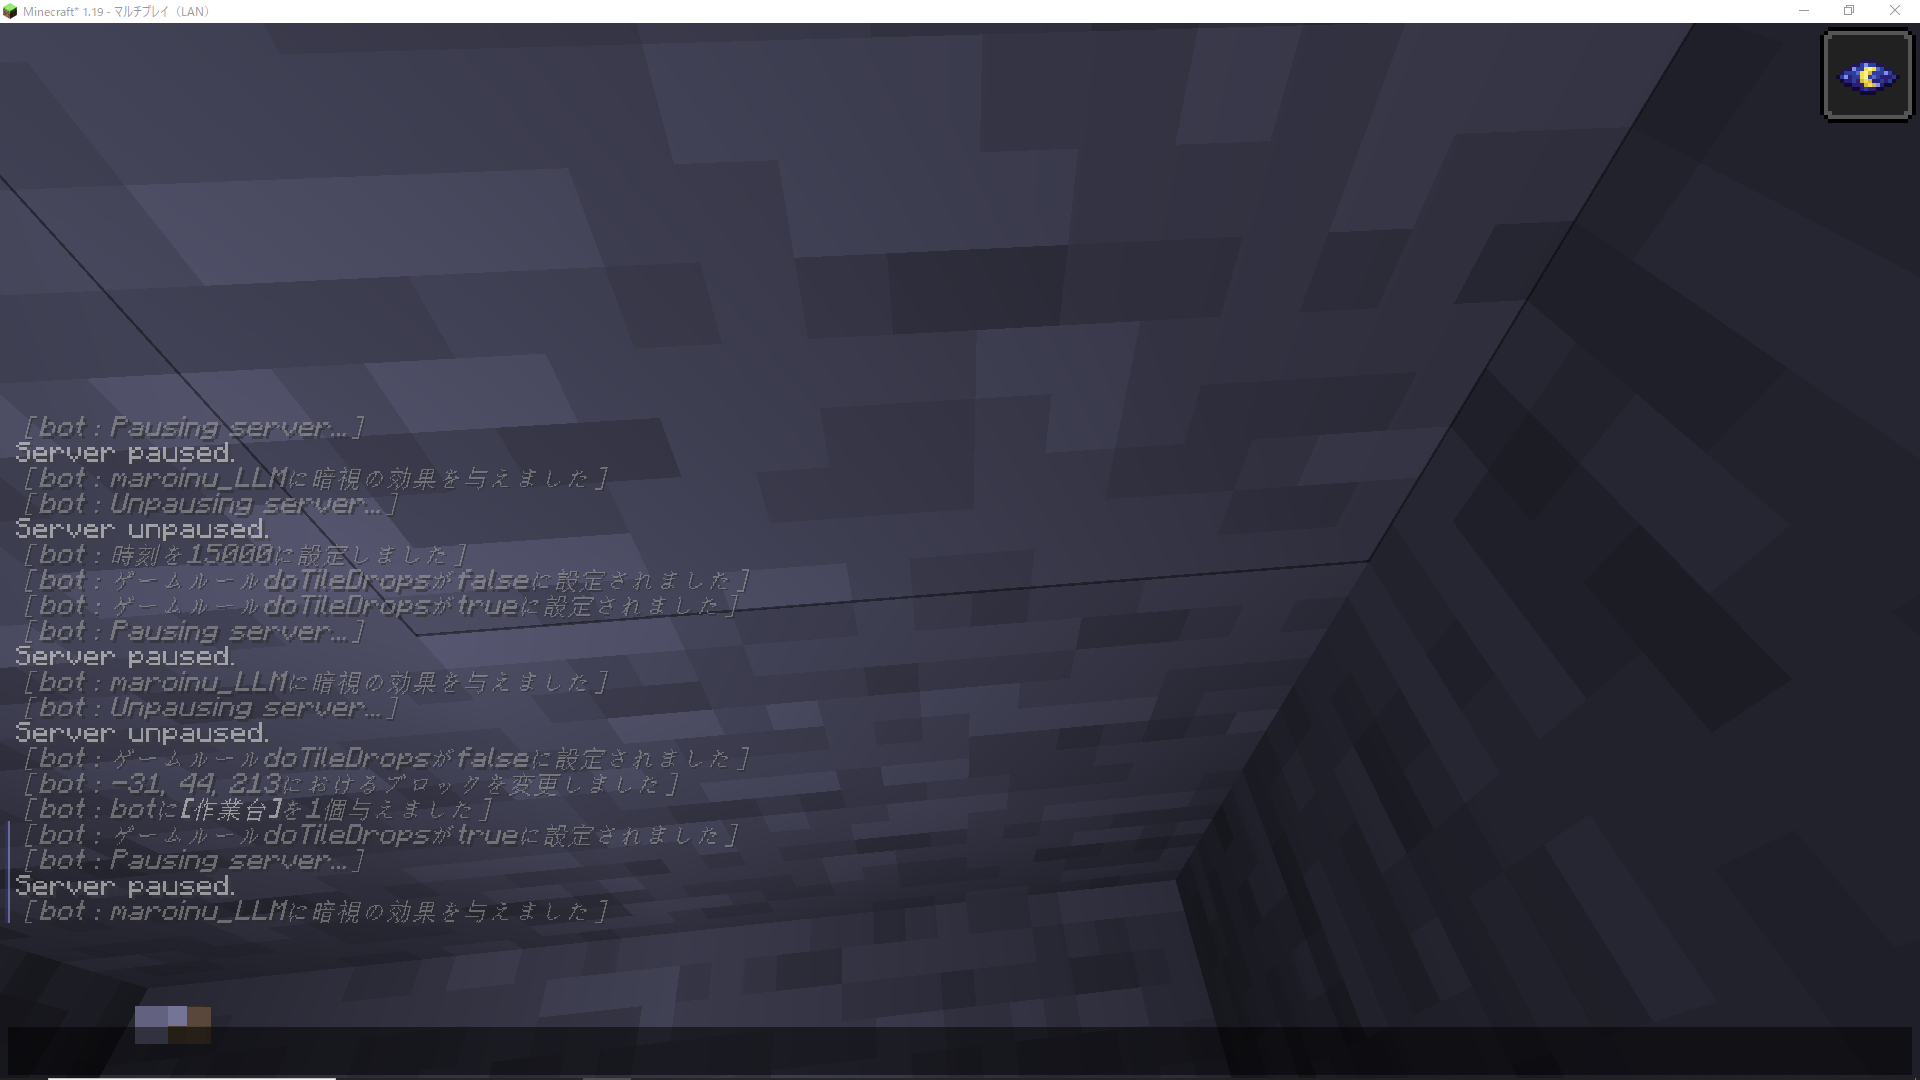 Minecraft* 1.19 - マルチプレイ（LAN）
[bot : Pausing server...]
Server paused.
[bot : maroinu_LLMに暗視の効果を与えました]
[bot : Unpausing server...]
Server unpaused.
[bot : 時刻を15000に設定しました]
[bot : ゲームルールdoTileDropsがfalseに設定されました]
[bot : ゲームルールdoTileDropsがtrueに設定されました]
[bot : Pausing server...]
Server paused.
[bot : maroinu_LLMに暗視の効果を与えました]
[bot : Unpausing server...]
Server unpaused.
[bot : ゲームルールdoTileDropsがfalseに設定されました]
[bot : -31, 44, 213におけるブロックを変更しました]
[bot : botに[作業台]を1個与えました]
[bot : ゲームルールdoTileDropsがtrueに設定されました]
[bot : Pausing server...]
Server paused.
[bot : maroinu_LLMに暗視の効果を与えました]